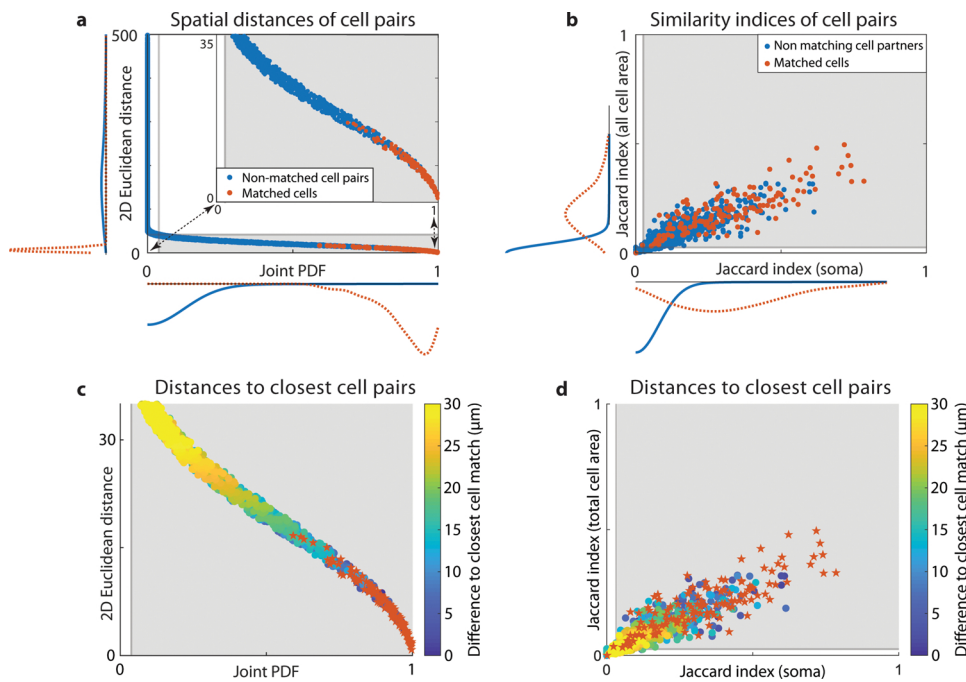 a Spatial distances of cell pairs
500
2D Euclidean distance
0
35
0
Non-matched cell pairs
Matched cells
0 1
0 1
Joint PDF
b Similarity indices of cell pairs
1
Jaccard index (all cell area)
0
Non matching cell partners
Matched cells
0 1
Jaccard index (soma)
c Distances to closest cell pairs
30
2D Euclidean distance
0
0 1
Joint PDF
30
25
20
15
10
5
0
Difference to closest cell match (µm)
d Distances to closest cell pairs
1
Jaccard index (total cell area)
0
0 1
Jaccard index (soma)
30
25
20
15
10
5
0
Difference to closest cell match (µm)